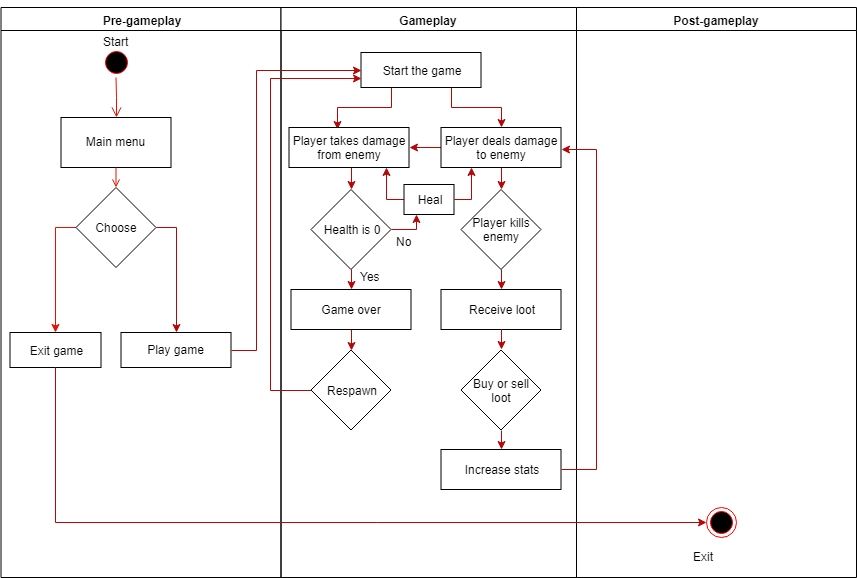 Pre-gameplay
Gameplay
Post-gameplay
Start
Start the game
Main menu
Player takes damage
from enemy
Player deals damage
to enemy
Heal
Choose
Health is 0
No
Player kills
enemy
Yes
Game over
Receive loot
Exit game
Play game
Respawn
Buy or sell
loot
Increase stats
Exit